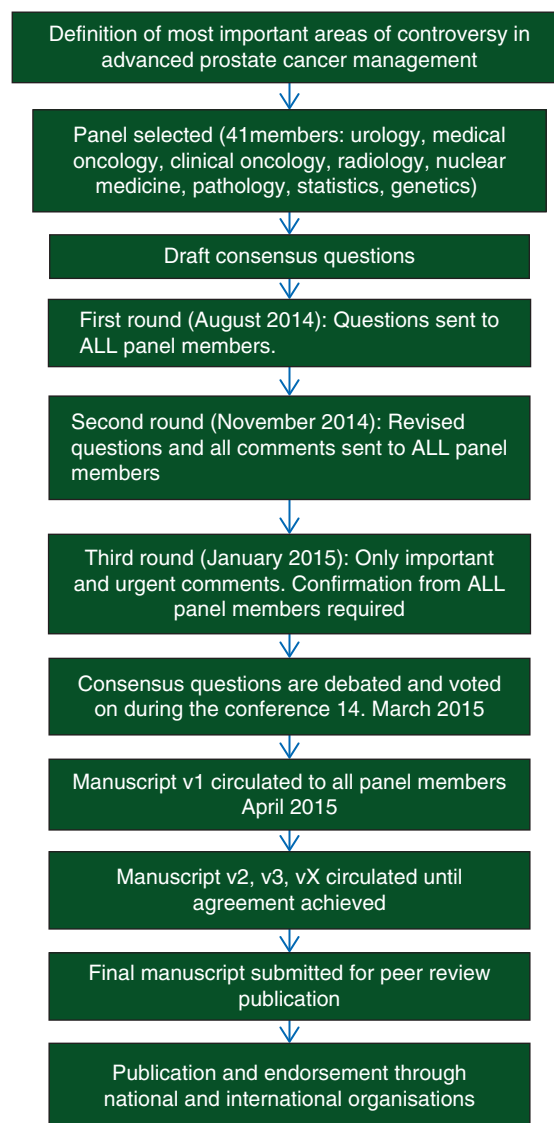 Definition of most important areas of controversy in
advanced prostate cancer management
Panel selected (41members: urology, medical
oncology, clinical oncology, radiology, nuclear
medicine, pathology, statistics, genetics)
Draft consensus questions
First round (August 2014): Questions sent to
ALL panel members.
Second round (November 2014): Revised
questions and all comments sent to ALL panel
members
Third round (January 2015): Only important
and urgent comments. Confirmation from ALL
panel members required
Consensus questions are debated and voted
on during the conference 14. March 2015
Manuscript v1 circulated to all panel members
April 2015
Manuscript v2, v3, vX circulated until
agreement achieved
Final manuscript submitted for peer review
publication
Publication and endorsement through
national and international organisations